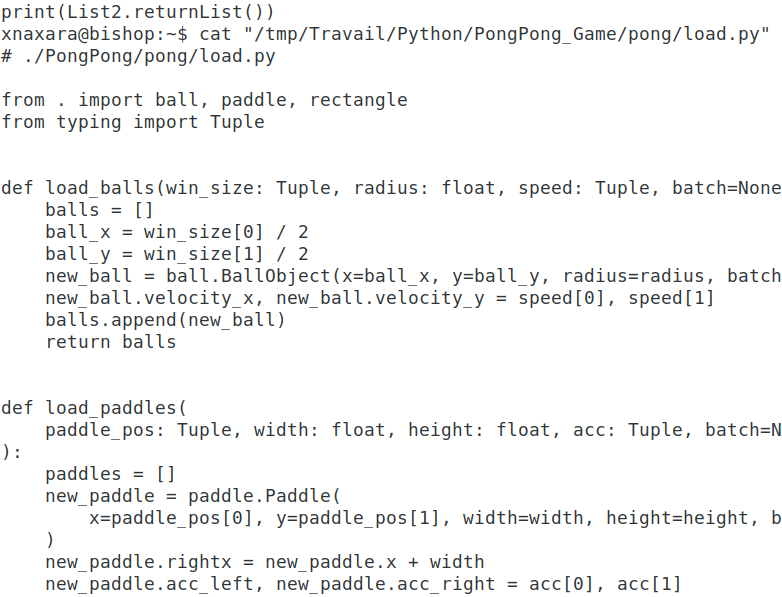 print(List2.returnList())
xnaxara@bishop:~$ cat "/tmp/Travail/Python/PongPong_Game/pong/load.py"
# ./PongPong/pong/load.py

from . import ball, paddle, rectangle
from typing import Tuple


def load_balls(win_size: Tuple, radius: float, speed: Tuple, batch=None
    balls = []
    ball_x = win_size[0] / 2
    ball_y = win_size[1] / 2
    new_ball = ball.BallObject(x=ball_x, y=ball_y, radius=radius, batch
    new_ball.velocity_x, new_ball.velocity_y = speed[0], speed[1]
    balls.append(new_ball)
    return balls


def load_paddles(
    paddle_pos: Tuple, width: float, height: float, acc: Tuple, batch=N
):
    paddles = []
    new_paddle = paddle.Paddle(
        x=paddle_pos[0], y=paddle_pos[1], width=width, height=height, b
    )
    new_paddle.rightx = new_paddle.x + width
    new_paddle.acc_left, new_paddle.acc_right = acc[0], acc[1]